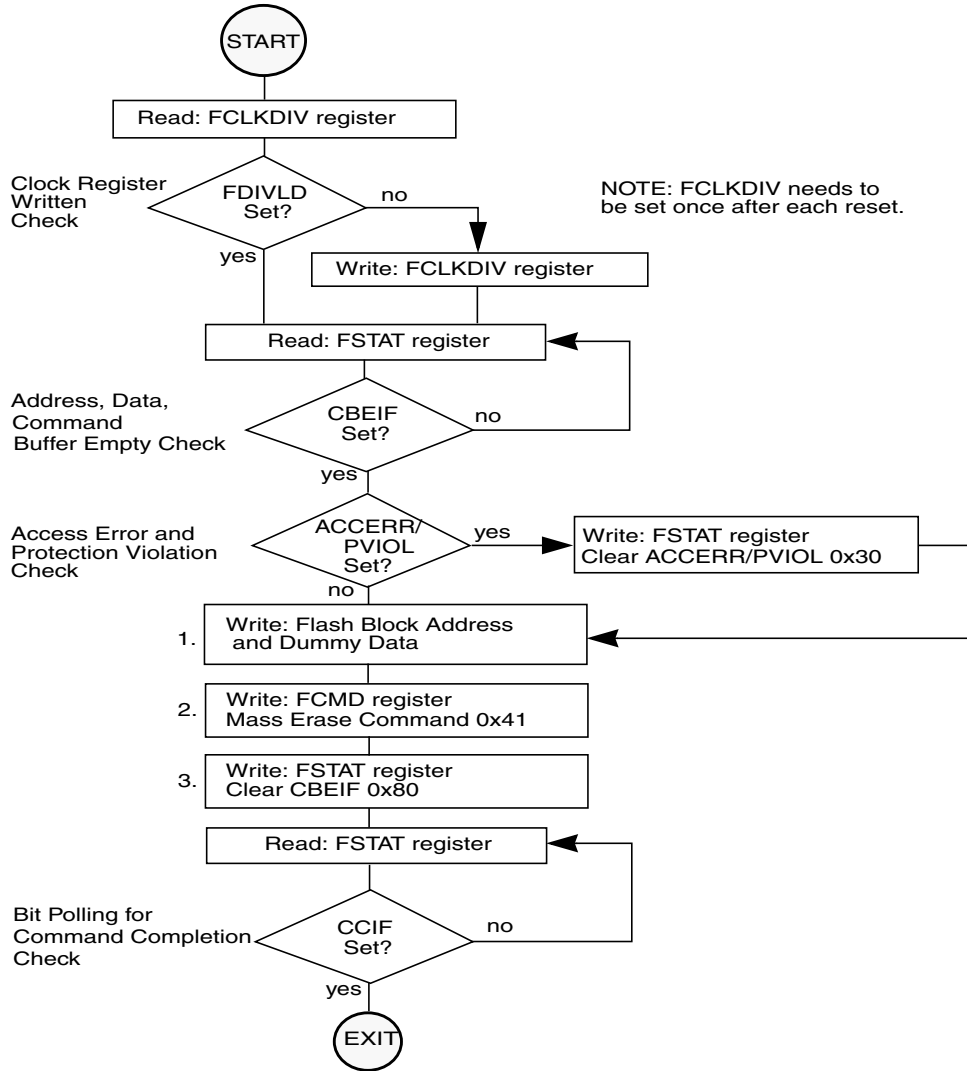 START
Read: FCLKDIV register
Clock Register
Written
Check
FDIVLD
Set?
no
yes
NOTE: FCLKDIV needs to
be set once after each reset.
Write: FCLKDIV register
Read: FSTAT register
Address, Data,
Command
Buffer Empty Check
CBEIF
Set?
no
yes
Access Error and
Protection Violation
Check
ACCERR/
PVIOL
Set?
yes
no
Write: FSTAT register
Clear ACCERR/PVIOL 0x30
1.
Write: Flash Block Address
and Dummy Data
2.
Write: FCMD register
Mass Erase Command 0x41
3.
Write: FSTAT register
Clear CBEIF 0x80
Read: FSTAT register
Bit Polling for
Command Completion
Check
CCIF
Set?
no
yes
EXIT